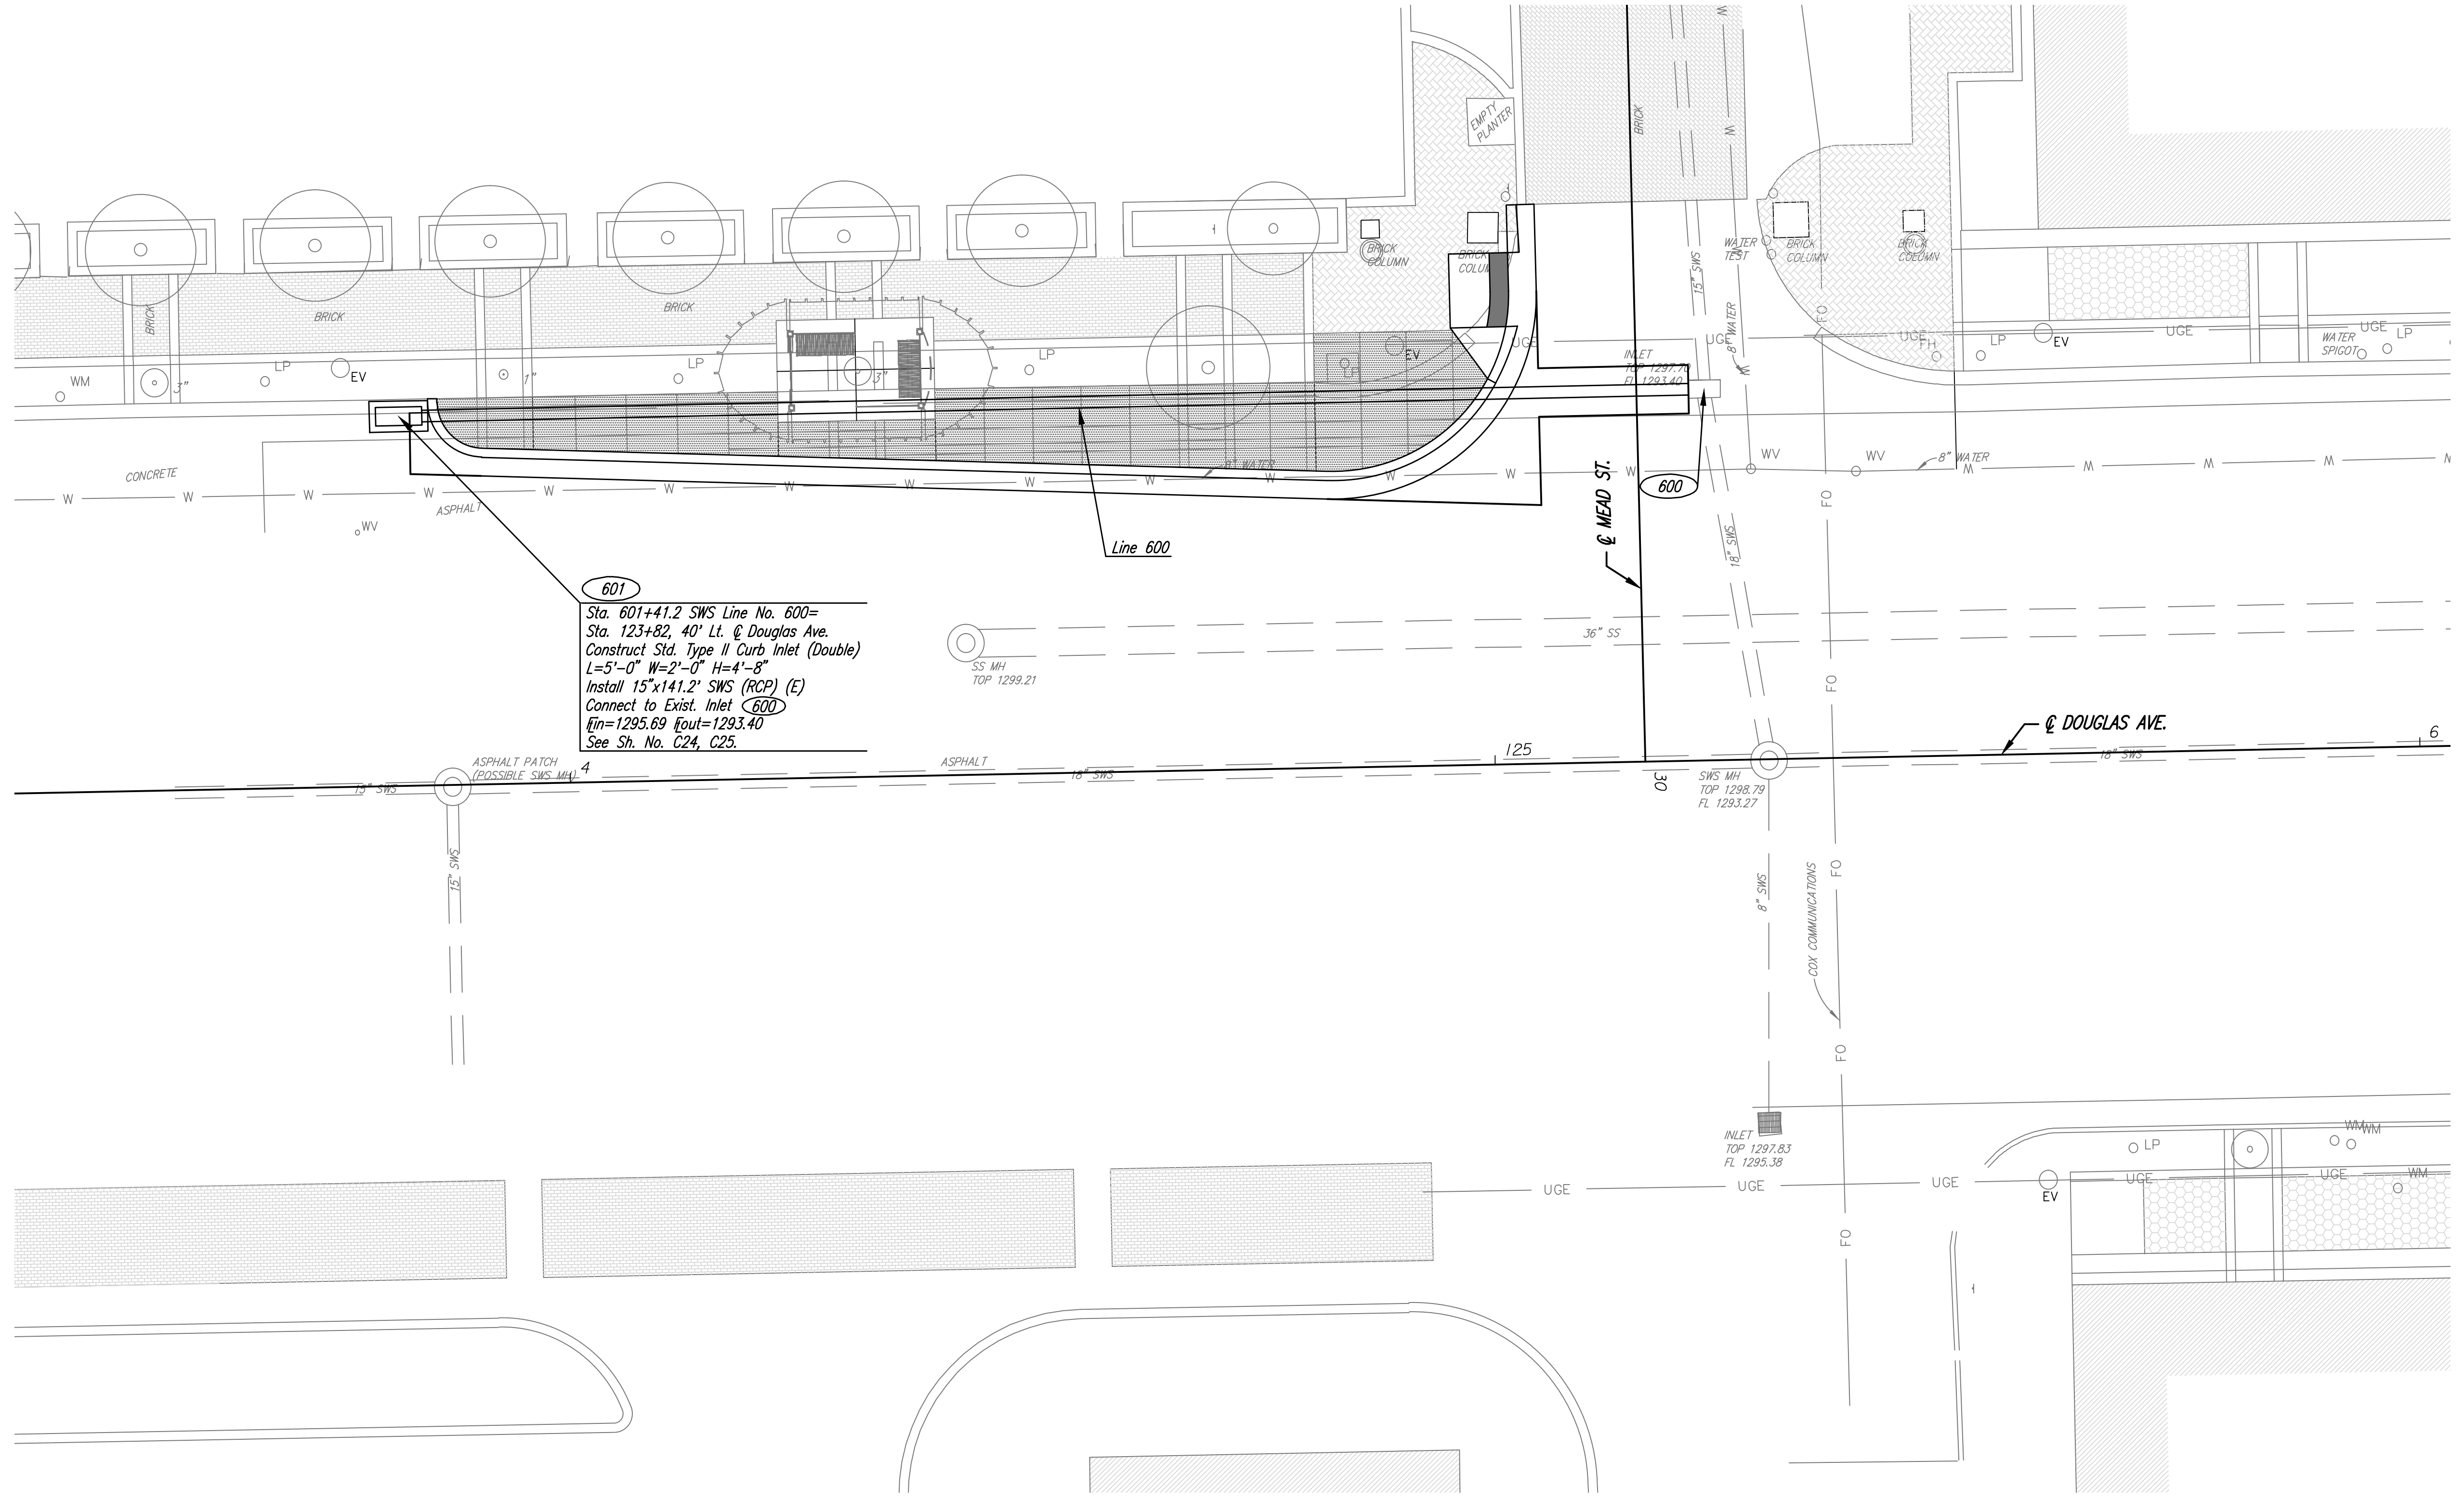 EMPTY
PLANTER
BRICK
W
W
W
BRICK
COLUMN
BRICK
COLUM
15" SWS
WATER
TEST
BRICK
COLUMN
BRICK
COLUMN
FO
8" WATER
BRICK
BRICK
BRICK
UGE
UGE
UGE
FH
UGE
UGE
WATER
SPIGOT
LP
LP
EV
WM
3"
LP
EV
1"
LP
3"
LP
LP
EV
INLET
TOP 1297.70
FL 1293.40
CONCRETE
ASPHALT
WV
W
W
W
W
W
W
W
W
W
W
W
W
W
W
8" WATER
WV
WV
8" WATER
W
W
W
W
W
600
℄ MEAD ST.
18" SWS
FO
Line 600
601
Sta. 601+41.2 SWS Line No. 600=
Sta. 123+82, 40' Lt. ℄ Douglas Ave.
Construct Std. Type II Curb Inlet (Double)
L=5'-0" W=2'-0" H=4'-8"
Install 15"x141.2' SWS (RCP) (E)
Connect to Exist. Inlet 600
F͟Lin=1295.69 F͟Lout=1293.40
See Sh. No. C24, C25.
36" SS
SS MH
TOP 1299.21
FO
℄ DOUGLAS AVE.
ASPHALT PATCH
(POSSIBLE SWS MH)
4
ASPHALT
125
6
15" SWS
18" SWS
18" SWS
30
SWS MH
TOP 1298.79
FL 1293.27
15" SWS
8" SWS
COX COMMUNICATIONS
FO
FO
INLET
TOP 1297.83
FL 1295.38
LP
WM
WM
UGE
UGE
UGE
EV
UGE
UGE
WM
FO